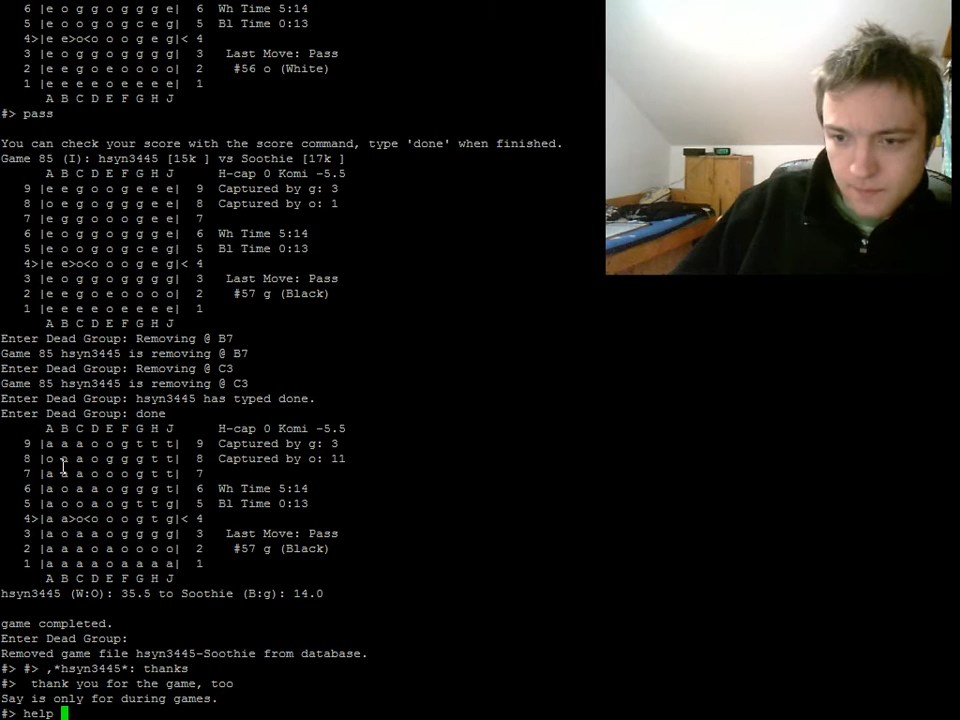 6 |e o g g o g g g e| 6 Wh Time 5:14
5 |e o o g o g c e g| 5 Bl Time 0:13
4>|e e>o<o o o g e g|< 4
3 |e o g g o g g g g| 3 Last Move: Pass
2 |e e g o e o o o o| 2 #56 o (White)
1 |e e e e o e e e e| 1
A B C D E F G H J
#> pass
You can check your score with the score command, type 'done' when finished.
Game 85 (I): hsyn3445 [15k ] vs Soothie [17k ]
A B C D E F G H J H-cap 0 Komi -5.5
9 |e g g o o g e e e| 9 Captured by g: 3
8 |o e g o g g g e e| 8 Captured by o: 1
7 |e g g o o o g e e| 7
6 |e o g g o g g g e| 6 Wh Time 5:14
5 |e o o g o g c e g| 5 Bl Time 0:13
4>|e e>o<o o o g e g|< 4
3 |e o g g o g g g g| 3 Last Move: Pass
2 |e e g o e o o o o| 2 #57 g (Black)
1 |e e e e o e e e e| 1
A B C D E F G H J
Enter Dead Group: Removing @ B7
Game 85 hsyn3445 is removing @ B7
Enter Dead Group: Removing @ C3
Game 85 hsyn3445 is removing @ C3
Enter Dead Group: hsyn3445 has typed done.
Enter Dead Group: done
A B C D E F G H J H-cap 0 Komi -5.5
9 |a a a o o g t t t| 9 Captured by g: 3
8 |o a a o g g g t t| 8 Captured by o: 11
7 |a a a o o o g t t| 7
6 |a o a a o g g g t| 6 Wh Time 5:14
5 |a o o a o g t t g| 5 Bl Time 0:13
4>|a a>o<o o o g t g|< 4
3 |a o a a o g g g g| 3 Last Move: Pass
2 |a a a o a o o o o| 2 #57 g (Black)
1 |a a a a o a a a a| 1
A B C D E F G H J
hsyn3445 (W:O): 35.5 to Soothie (B:g): 14.0
game completed.
Enter Dead Group:
Removed game file hsyn3445-Soothie from database.
#> #> ,*hsyn3445*: thanks
#> thank you for the game, too
Say is only for during games.
#> help